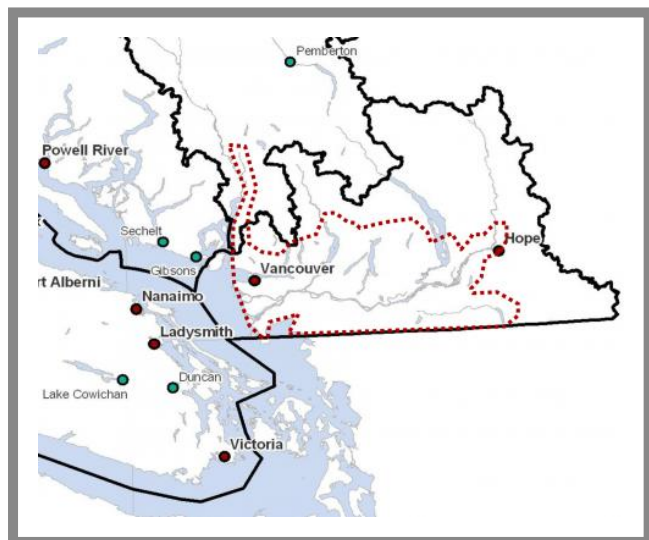 Pemberton
Powell River
Sechelt
Hope
Gibsons
Vancouver
rt Alberni
Nanaimo
Ladysmith
Duncan
Lake Cowichan
Victoria